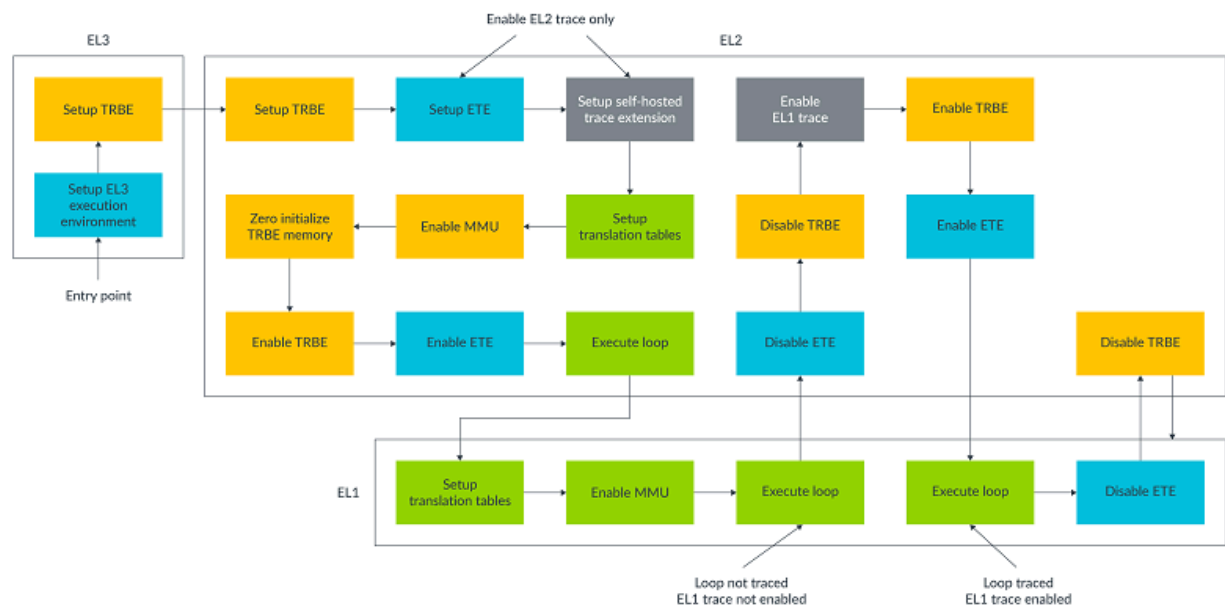 Enable EL2 trace only
EL3
EL2
Setup TRBE
Setup TRBE
Setup ETE
Setup self-hosted
trace extension
Enable
EL1 trace
Enable TRBE
Setup EL3
execution
environment
Zero initialize
TRBE memory
Enable MMU
Setup
translation tables
Disable TRBE
Enable ETE
Entry point
Enable TRBE
Enable ETE
Execute loop
Disable ETE
Disable TRBE
EL1
Setup
translation tables
Enable MMU
Execute loop
Execute loop
Disable ETE
Loop not traced
EL1 trace not enabled
Loop traced
EL1 trace enabled